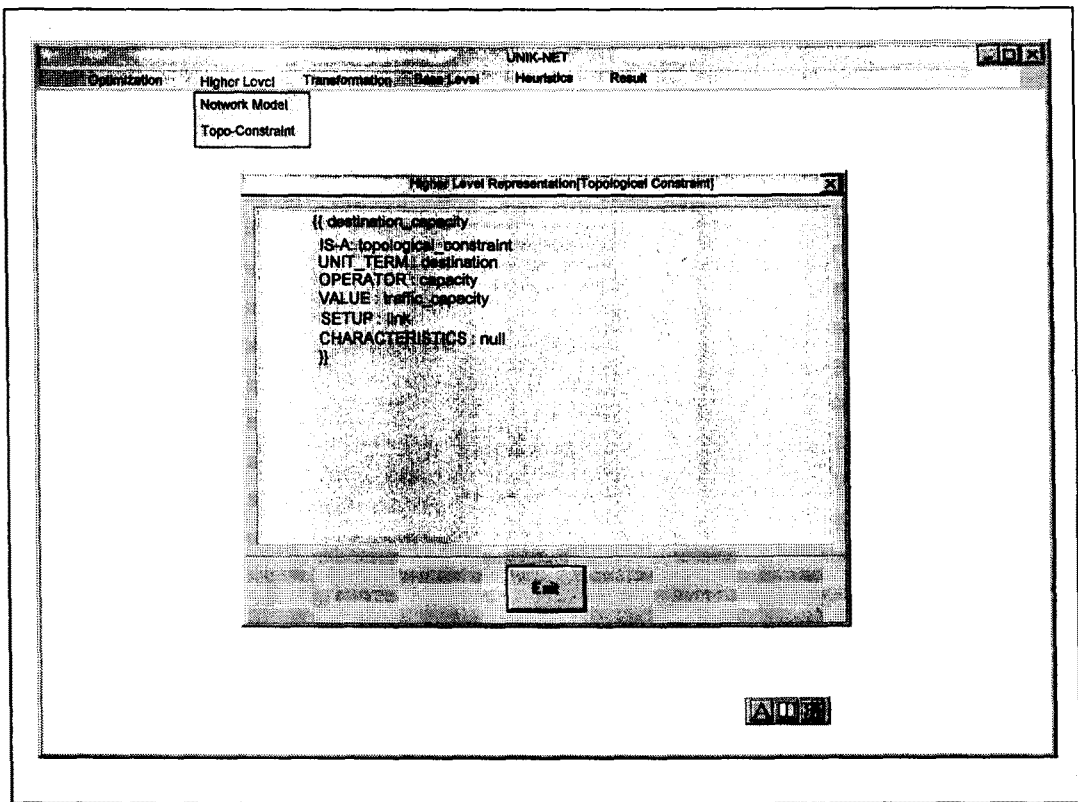 UNIK-NET
Optimization Higher Level Transformation Base Level Heuristics Result
Network Model
Topo-Constraint
Higher Level Representation[Topological Constraint]
{{ destination_capacity
IS-A: topological_constraint
UNIT_TERM : destination
OPERATOR : capacity
VALUE : traffic_capacity
SETUP : link
CHARACTERISTICS : null
}}
Exit